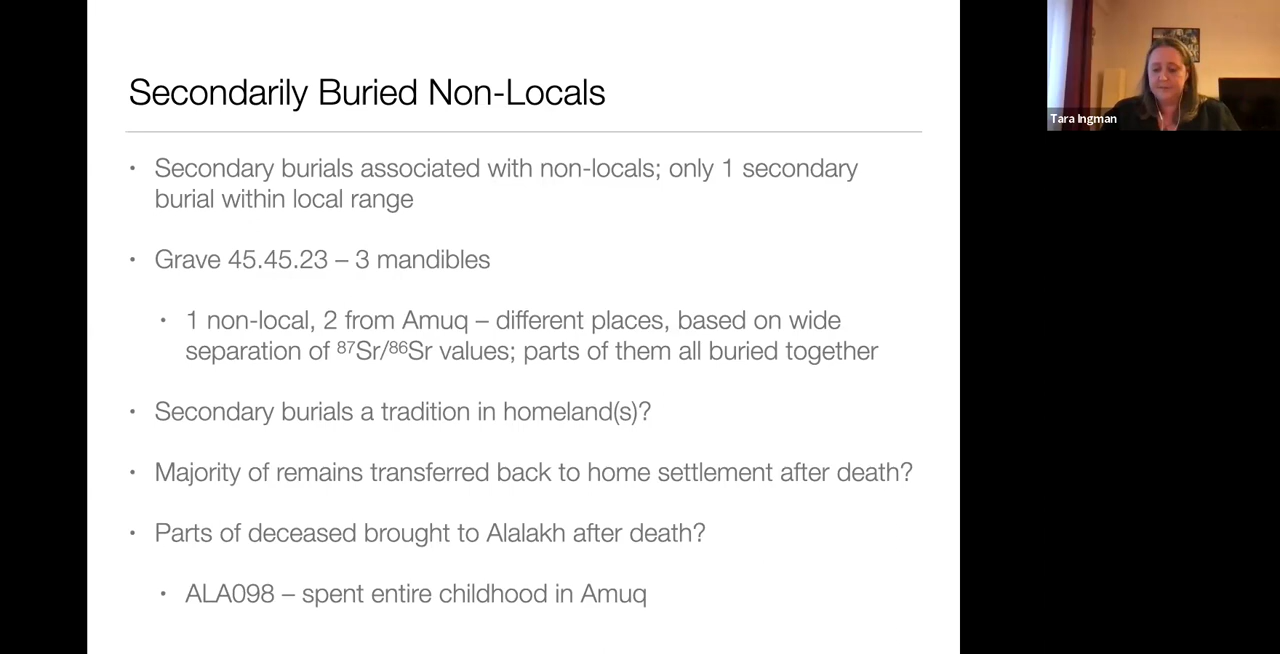 Secondarily Buried Non-Locals
• Secondary burials associated with non-locals; only 1 secondary
burial within local range
• Grave 45.45.23 – 3 mandibles
• 1 non-local, 2 from Amuq – different places, based on wide
separation of ⁸⁷Sr/⁸⁶Sr values; parts of them all buried together
• Secondary burials a tradition in homeland(s)?
• Majority of remains transferred back to home settlement after death?
• Parts of deceased brought to Alalakh after death?
• ALA098 – spent entire childhood in Amuq
Tara Ingman